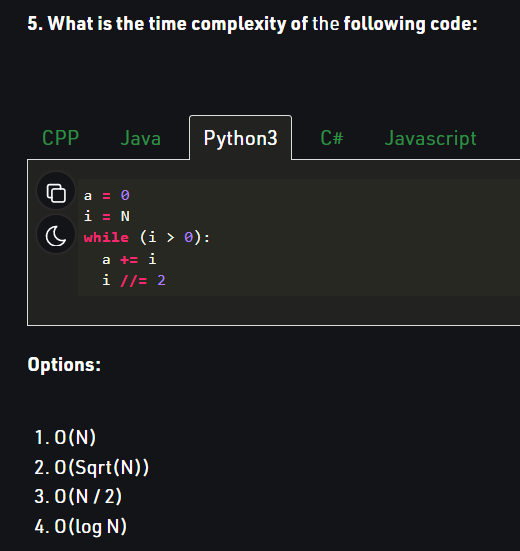 5. What is the time complexity of the following code:
CPP Java Python3 C# Javascript
a = 0
i = N
while (i > 0):
  a += i
  i //= 2
Options:
1. O(N)
2. O(Sqrt(N))
3. O(N / 2)
4. O(log N)